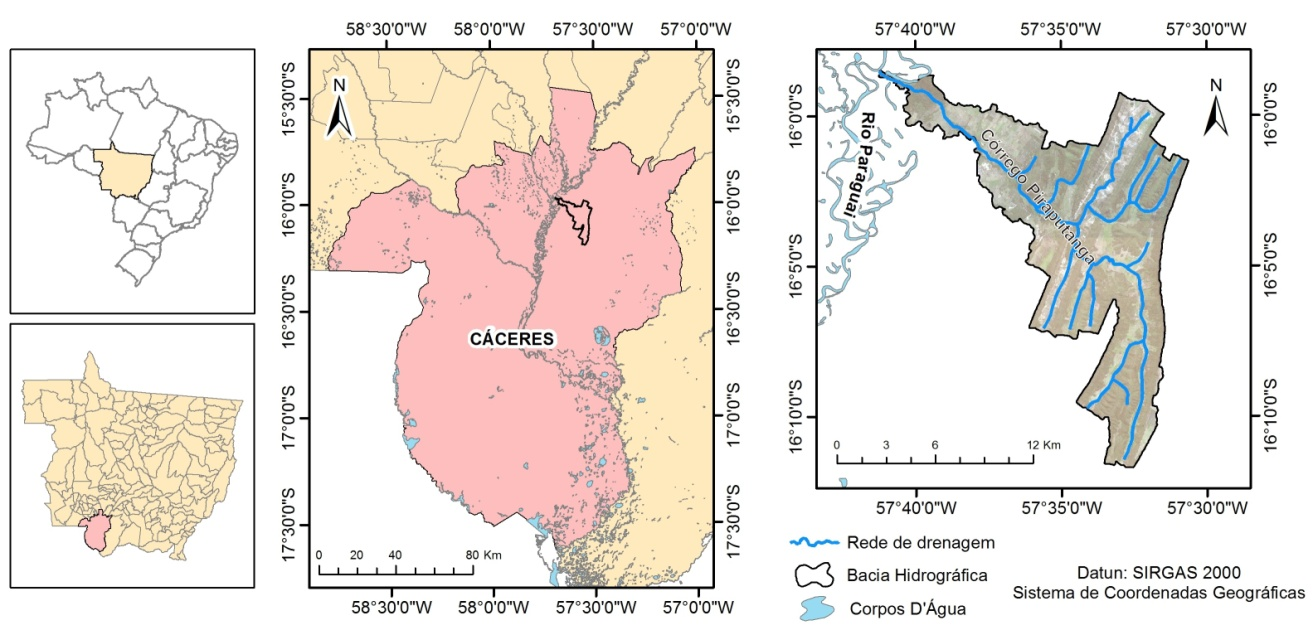 58°30'0"W 58°0'0"W 57°30'0"W 57°0'0"W
15°30'0"S
16°0'0"S
16°30'0"S
17°0'0"S
17°30'0"S
N
CÁCERES
15°30'0"S
16°0'0"S
16°30'0"S
17°0'0"S
17°30'0"S
0 20 40 80 Km
58°30'0"W 58°0'0"W 57°30'0"W 57°0'0"W
57°40'0"W 57°35'0"W 57°30'0"W
16°0'0"S
16°5'0"S
16°10'0"S
N
Rio Paraguai
Corrego Piraputanga
16°0'0"S
16°5'0"S
16°10'0"S
0 3 6 12 Km
57°40'0"W 57°35'0"W 57°30'0"W
Rede de drenagem
Bacia Hidrográfica
Corpos D'Água
Datun: SIRGAS 2000
Sistema de Coordenadas Geográficas